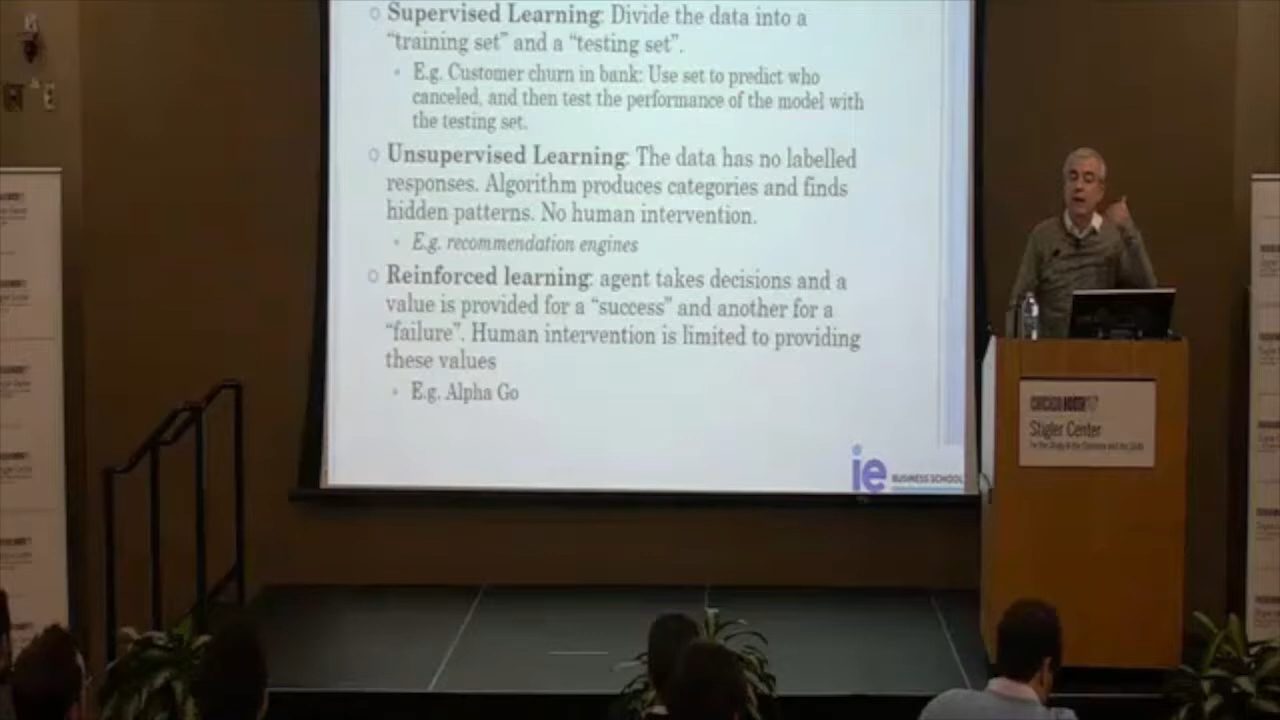 Supervised Learning: Divide the data into a
"training set" and a "testing set".
E.g. Customer churn in bank: Use set to predict who
canceled, and then test the performance of the model with
the testing set.
Unsupervised Learning: The data has no labelled
responses. Algorithm produces categories and finds
hidden patterns. No human intervention.
E.g. recommendation engines
Reinforced learning: agent takes decisions and a
value is provided for a "success" and another for a
"failure". Human intervention is limited to providing
these values
E.g. Alpha Go
ie BUSINESS SCHOOL
CHICAGO BOOTH
Stigler Center